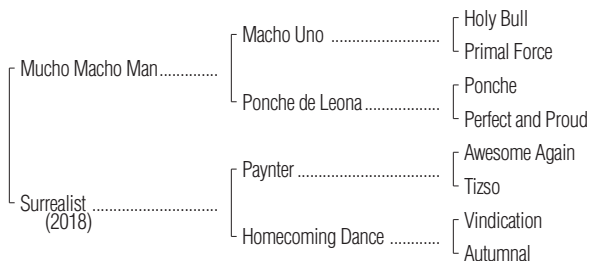 Holy Bull
Macho Uno
Primal Force
Mucho Macho Man
Ponche
Ponche de Leona
Perfect and Proud
Awesome Again
Paynter
Tizso
Surrealist
(2018)
Vindication
Homecoming Dance
Autumnal